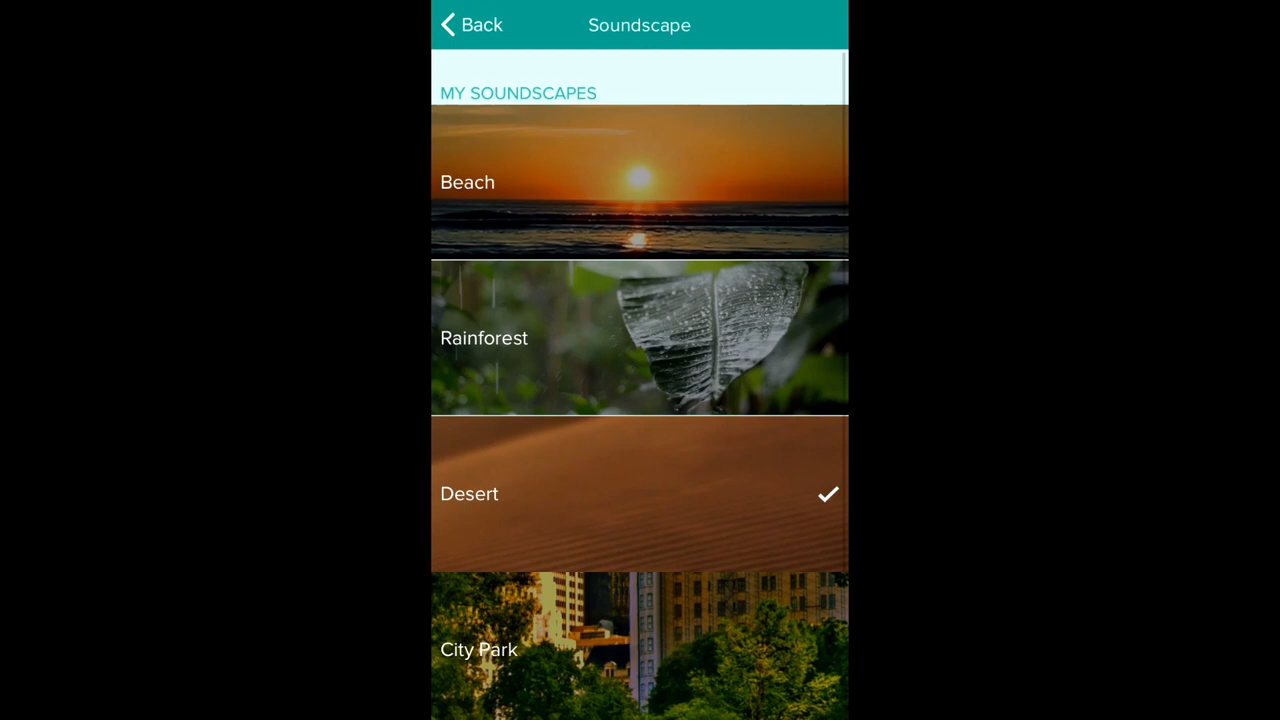 Back
Soundscape
MY SOUNDSCAPES
Beach
Rainforest
Desert
City Park